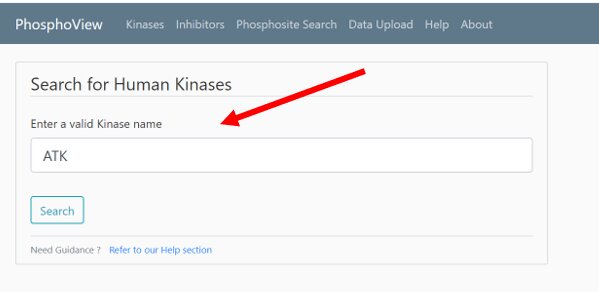 PhosphoView Kinases Inhibitors Phosphosite Search Data Upload Help About
Search for Human Kinases
Enter a valid Kinase name
ATK
Search
Need Guidance ? Refer to our Help section